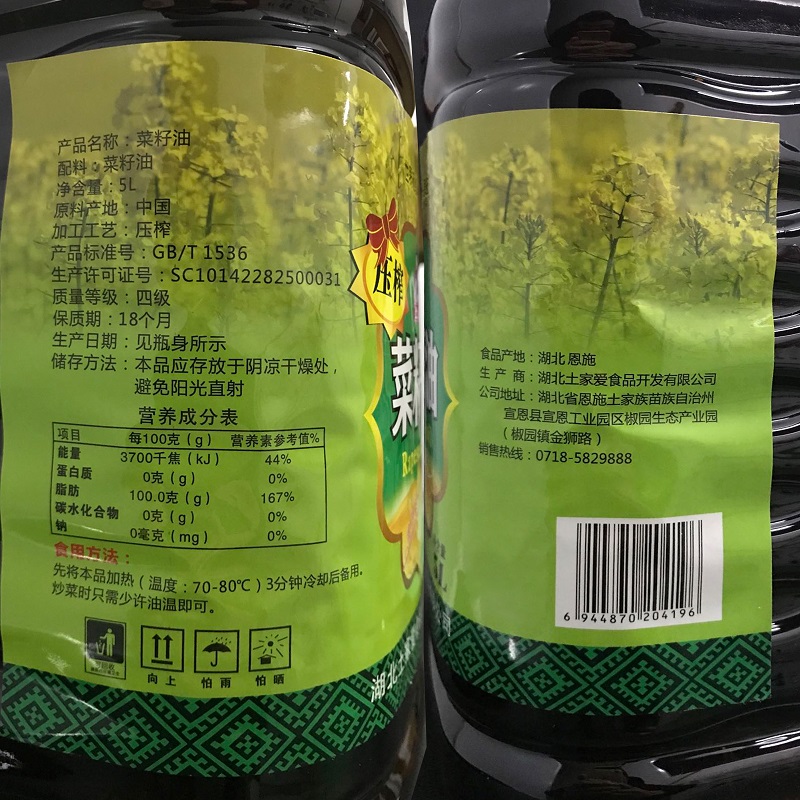 产品名称：菜籽油
配料：菜籽油
净含量：5L
原料产地：中国
加工工艺：压榨
产品标准号：GB/T 1536
生产许可证号：SC10142282500031
质量等级：四级
保质期：18个月
生产日期：见瓶身所示
储存方法：本品应存放于阴凉干燥处，
避免阳光直射
营养成分表
项目 每100克（g） 营养素参考值%
能量 3700千焦（kJ） 44%
蛋白质 0克（g） 0%
脂肪 100.0克（g） 167%
碳水化合物 0克（g） 0%
钠 0毫克（mg） 0%
食用方法：
先将本品加热（温度：70-80℃）3分钟冷却后备用。
炒菜时只需少许油温即可。
向上 怕雨 怕晒
压榨
菜
油
湖北土家爱
食品产地：湖北 恩施
生产商：湖北土家爱食品开发有限公司
公司地址：湖北省恩施土家族苗族自治州
宣恩县宣恩工业园区椒园生态产业园
（椒园镇金狮路）
销售热线：0718-5829888
6 944870 204196